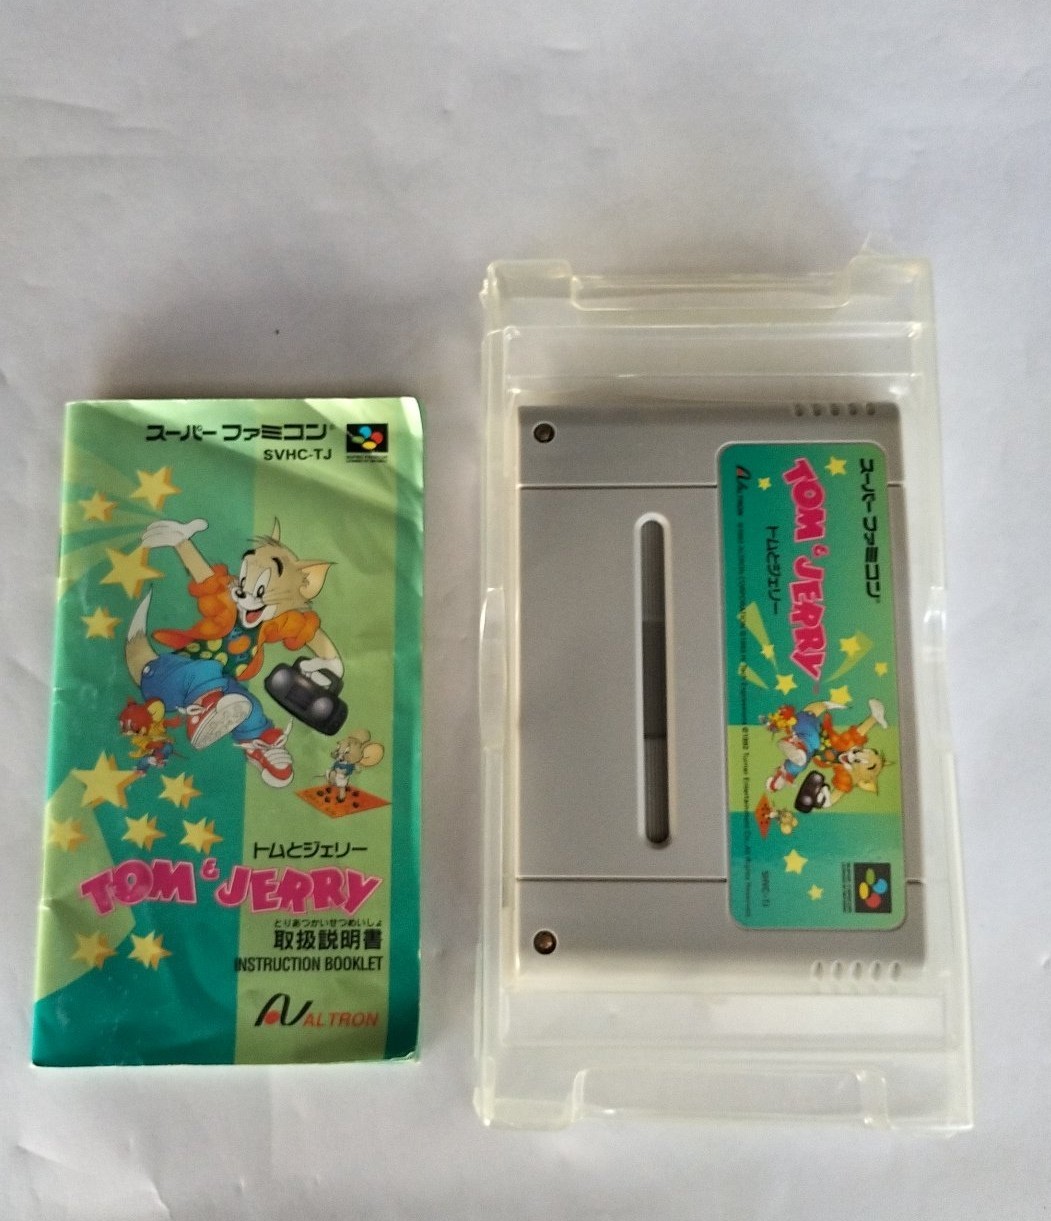 スーパー ファミコン
SVHC-TJ
トムとジェリー
TOM & JERRY
とりあつかいせつめいしょ
取扱説明書
INSTRUCTION BOOKLET
ALTRON
スーパー ファミコン
TOM & JERRY
トムとジェリー
ALTRON
SVHC-TJ